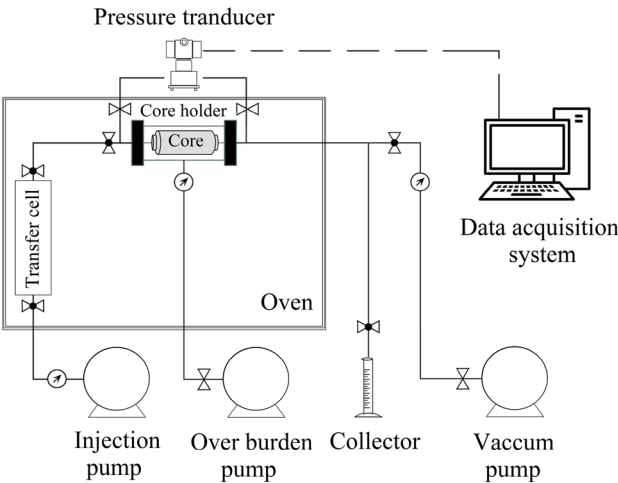 Pressure tranducer
Core holder
Core
Transfer cell
Oven
Data acquisition
system
Injection
pump
Over burden
pump
Collector
Vaccum
pump